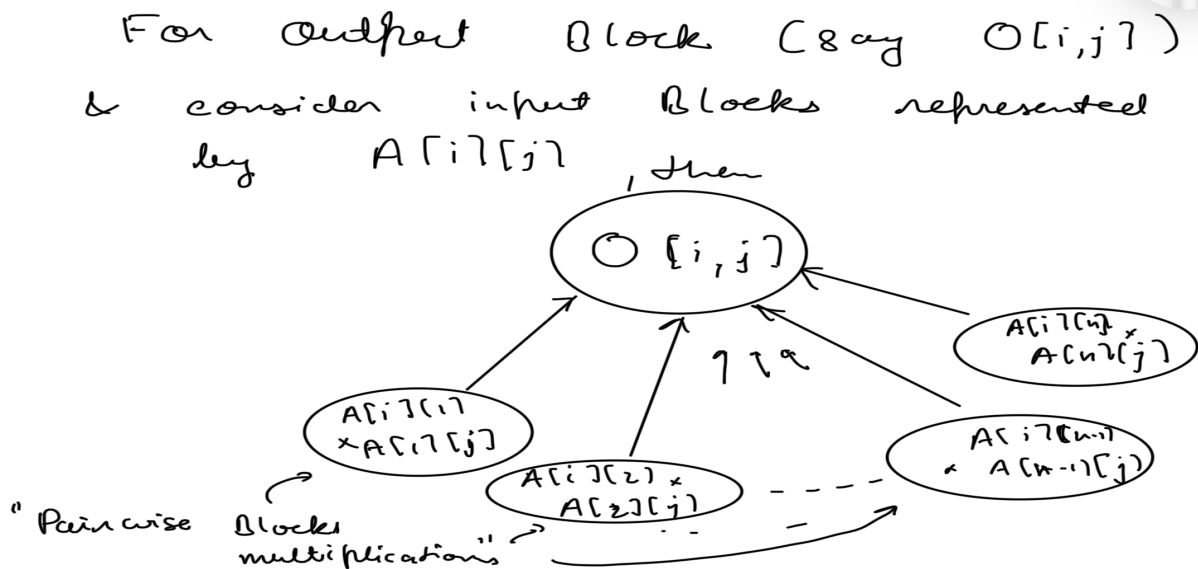 For output Block (say O[i,j])
& consider input Blocks represented
by A[i][j]
, then
O [i,j]
A[i][n] ×
A[n][j]
A[i][1]
× A[1][j]
A[i][2] ×
A[2][j]
A[i][n-1]
× A[n-1][j]
"Pairwise Blocks
multiplications"